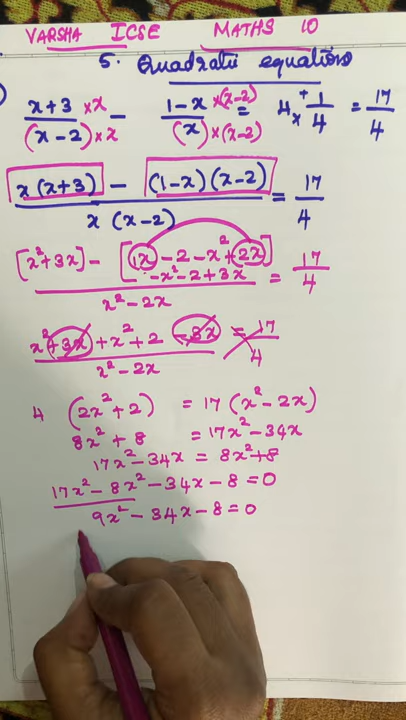 VARSHA ICSE MATHS 10
5. Quadratic equations
) x+3 ×x / (x-2)×x - 1-x ×(x-2) / (x)×(x-2) = 4 × + 1/4 = 17/4
x(x+3) - (1-x)(x-2) / x(x-2) = 17/4
[x²+3x] - [1x-2-x²+2x]
-x²-2+3x
/ x²-2x = 17/4
x²+3x+x²+2-3x / x²-2x = 17/4
4 (2x²+2) = 17(x²-2x)
8x²+8 = 17x²-34x
17x²-34x = 8x²+8
17x²-8x²-34x-8=0
9x²-34x-8=0